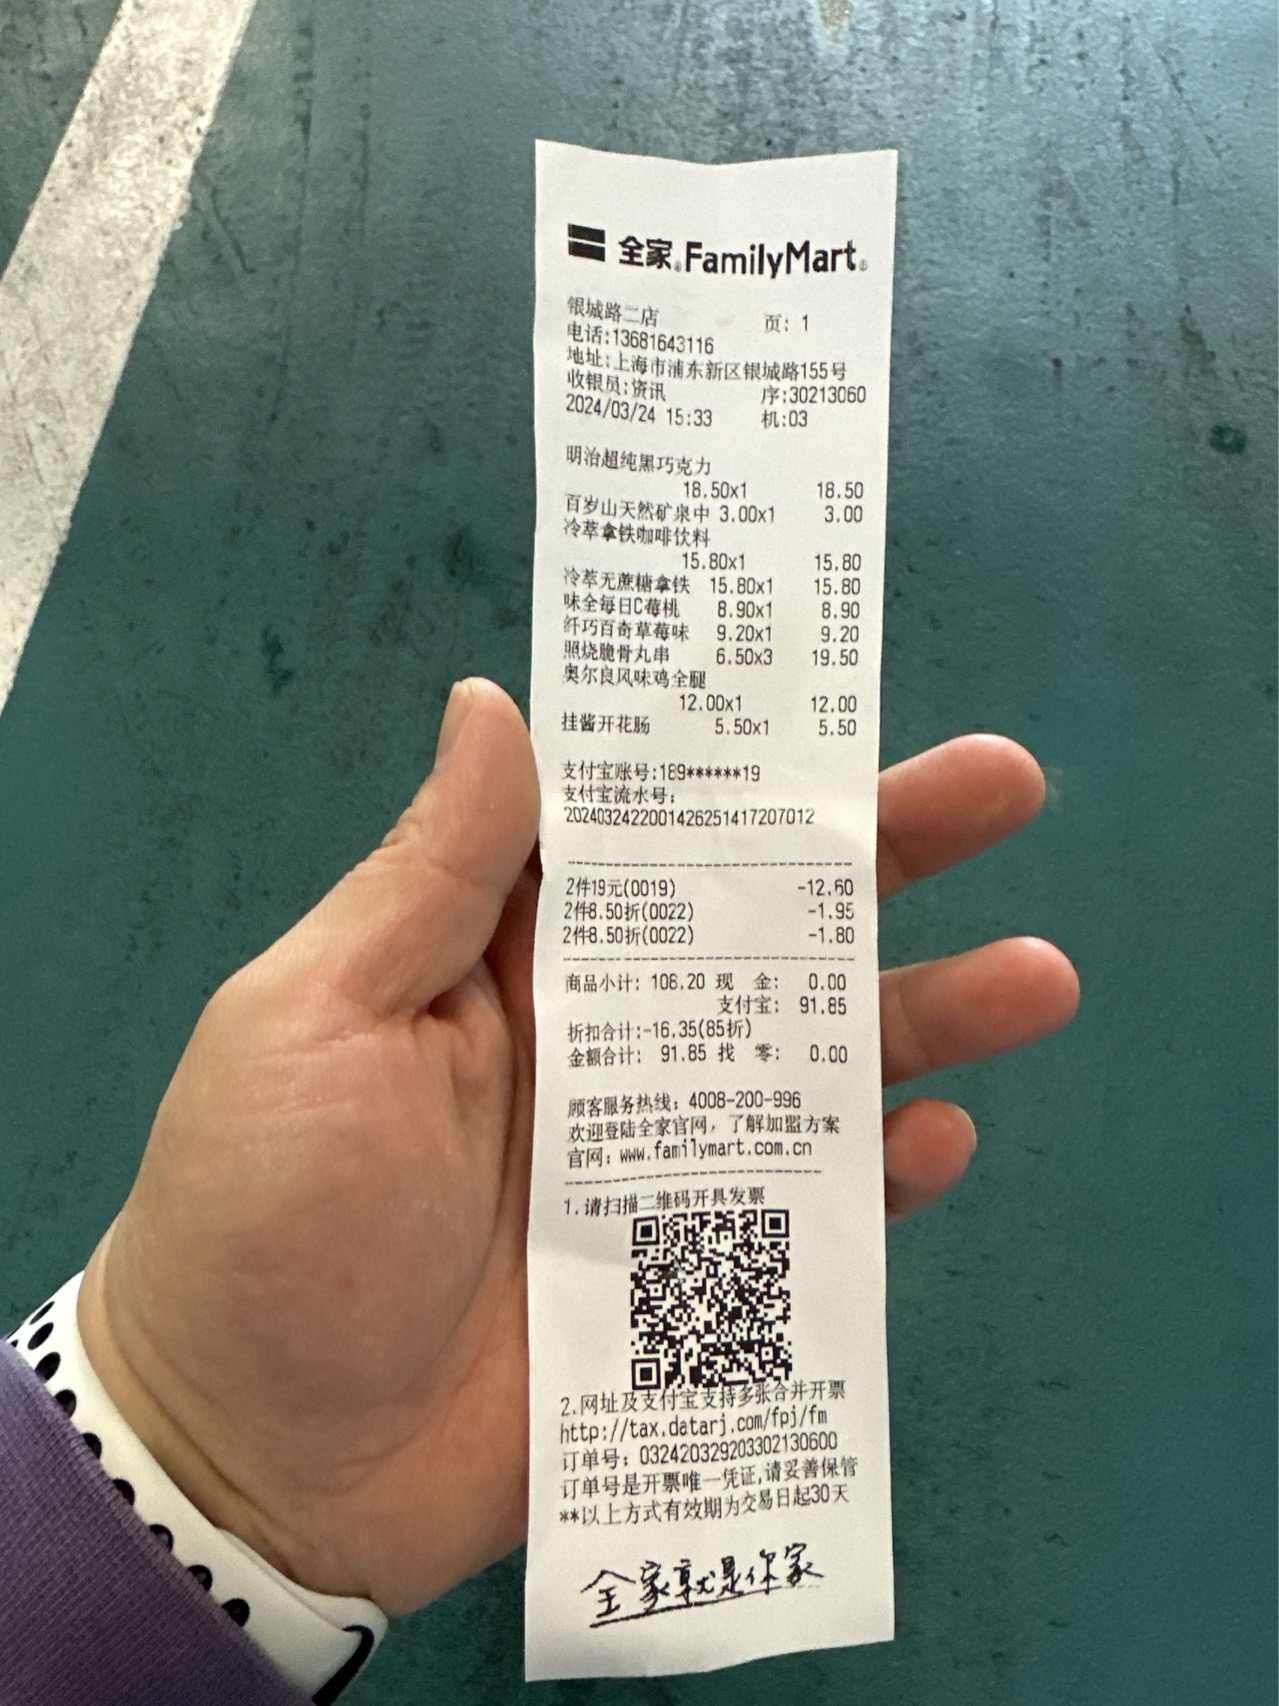 全家®FamilyMart®
银城路二店 页: 1
电话:13681643116
地址:上海市浦东新区银城路155号
收银员:资讯 序:30213060
2024/03/24 15:33 机:03
明治超纯黑巧克力
18.50x1 18.50
百岁山天然矿泉中 3.00x1 3.00
冷萃拿铁咖啡饮料
15.80x1 15.80
冷萃无蔗糖拿铁 15.80x1 15.80
味全每日C莓桃 8.90x1 8.90
纤巧百奇草莓味 9.20x1 9.20
照烧脆骨丸串 6.50x3 19.50
奥尔良风味鸡全腿
12.00x1 12.00
挂酱开花肠 5.50x1 5.50
支付宝账号:189******19
支付宝流水号:
2024032422001426251417207012
2件19元(0019) -12.60
2件8.50折(0022) -1.95
2件8.50折(0022) -1.80
商品小计: 108.20 现 金: 0.00
支付宝: 91.85
折扣合计:-16.35(85折)
金额合计: 91.85 找 零: 0.00
顾客服务热线: 4008-200-996
欢迎登陆全家官网，了解加盟方案
官网: www.familymart.com.cn
1.请扫描二维码开具发票
2.网址及支付宝支持多张合并开票
http://tax.datarj.com/fpj/fm
订单号: 032420329203302130600
订单号是开票唯一凭证,请妥善保管
**以上方式有效期为交易日起30天
全家就是你家